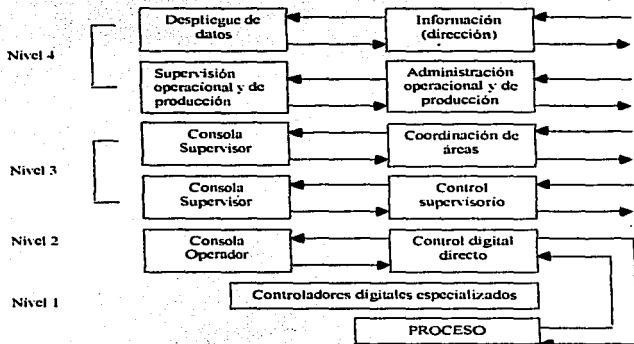 Despliegue de
datos
Información
(dirección)
Nivel 4
Supervisión
operacional y de
producción
Administración
operacional y de
producción
Consola
Supervisor
Coordinación de
áreas
Nivel 3
Consola
Supervisor
Control
supervisorio
Nivel 2
Consola
Operador
Control digital
directo
Nivel 1
Controladores digitales especializados
PROCESO